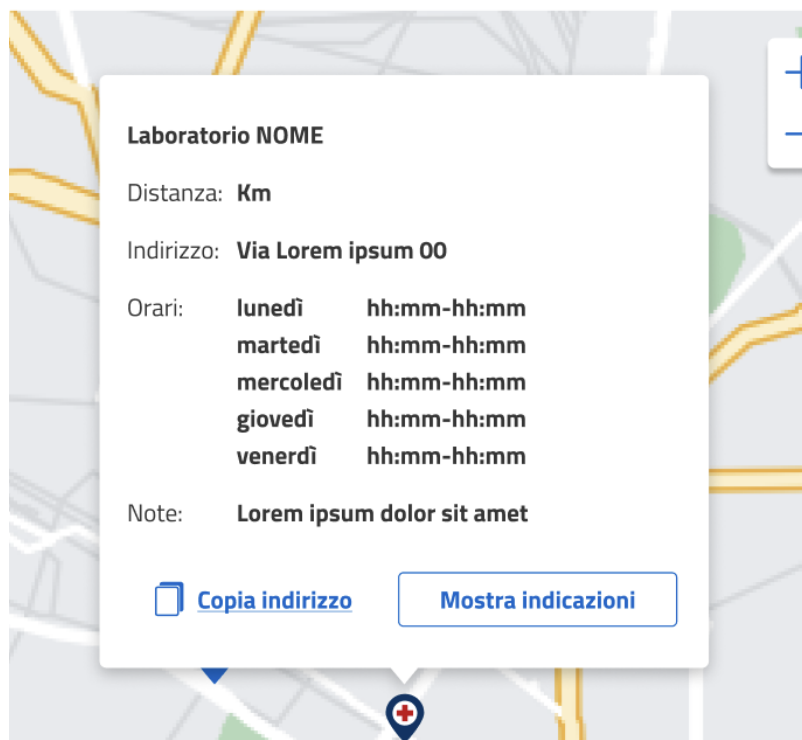 Laboratorio NOME
Distanza: Km
Indirizzo: Via Lorem ipsum 00
Orari: lunedì hh:mm-hh:mm
martedì hh:mm-hh:mm
mercoledì hh:mm-hh:mm
giovedì hh:mm-hh:mm
venerdì hh:mm-hh:mm
Note: Lorem ipsum dolor sit amet
Copia indirizzo Mostra indicazioni